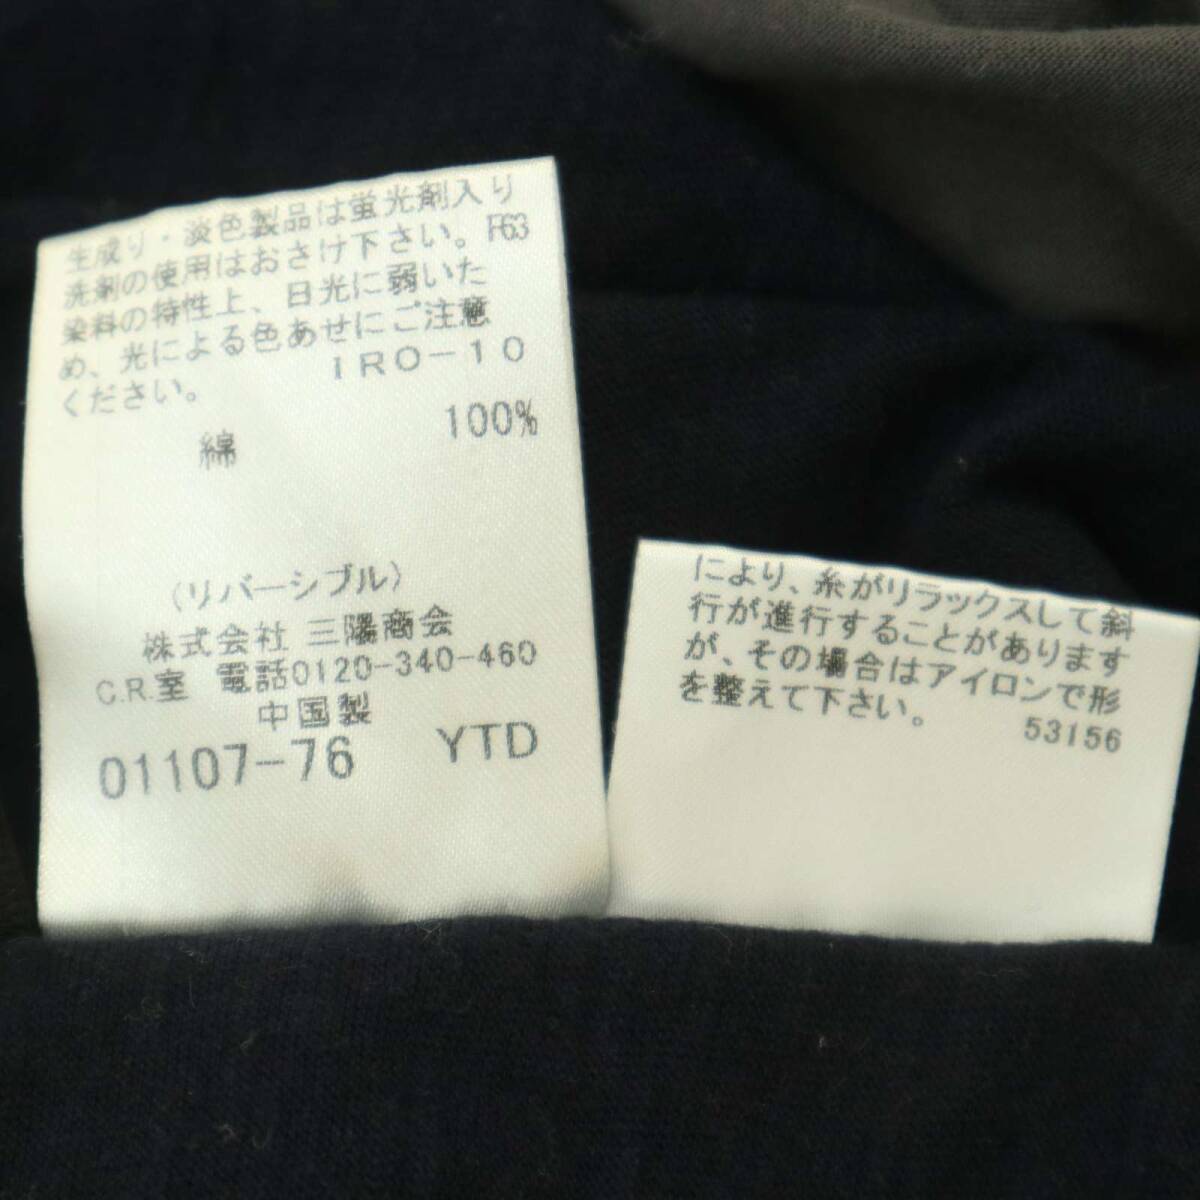 生成り・淡色製品は蛍光剤入り
洗剤の使用はおさけ下さい。F63
染料の特性上、日光に弱いた
め、光による色あせにご注意
ください。 IRO-10
綿 100%
(リバーシブル)
株式会社 三陽商会
C.R.室 電話0120-340-460
中国製
01107-76 YTD
により、糸がリラックスして斜
行が進行することがあります
が、その場合はアイロンで形
を整えて下さい。
53156